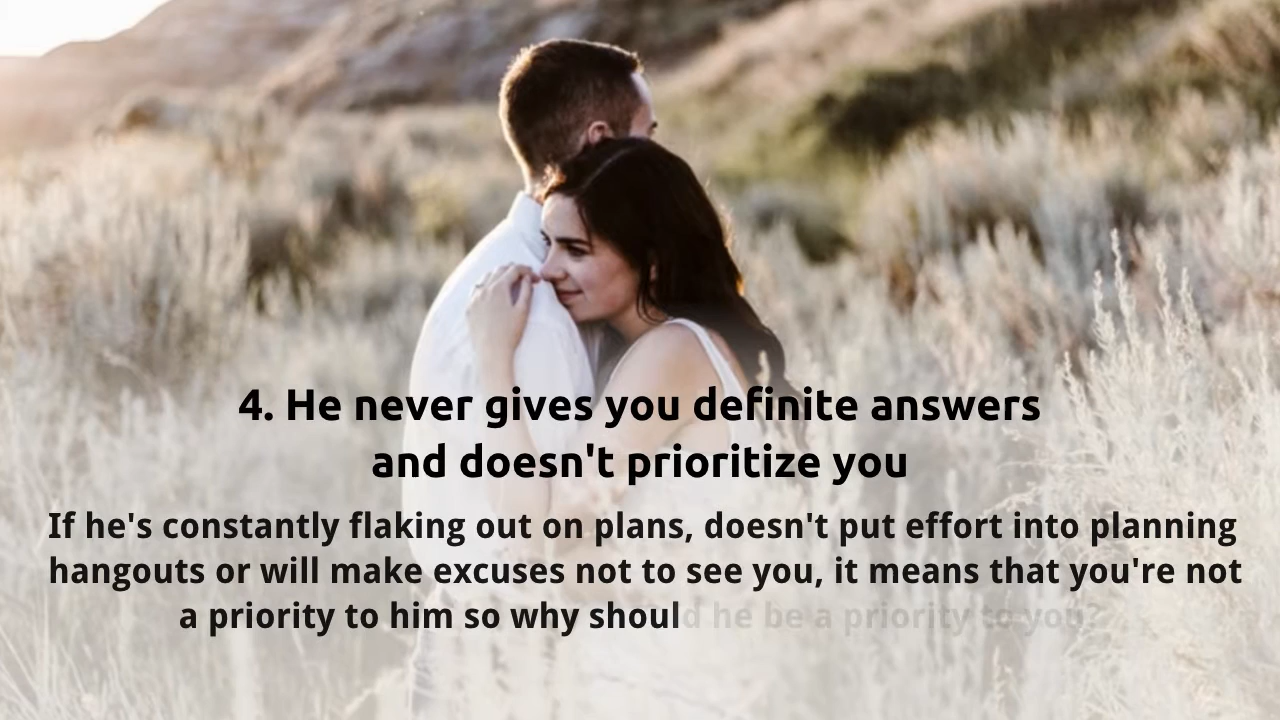 4. He never gives you definite answers
and doesn't prioritize you
If he's constantly flaking out on plans, doesn't put effort into planning
hangouts or will make excuses not to see you, it means that you're not
a priority to him so why should he be a priority to you?